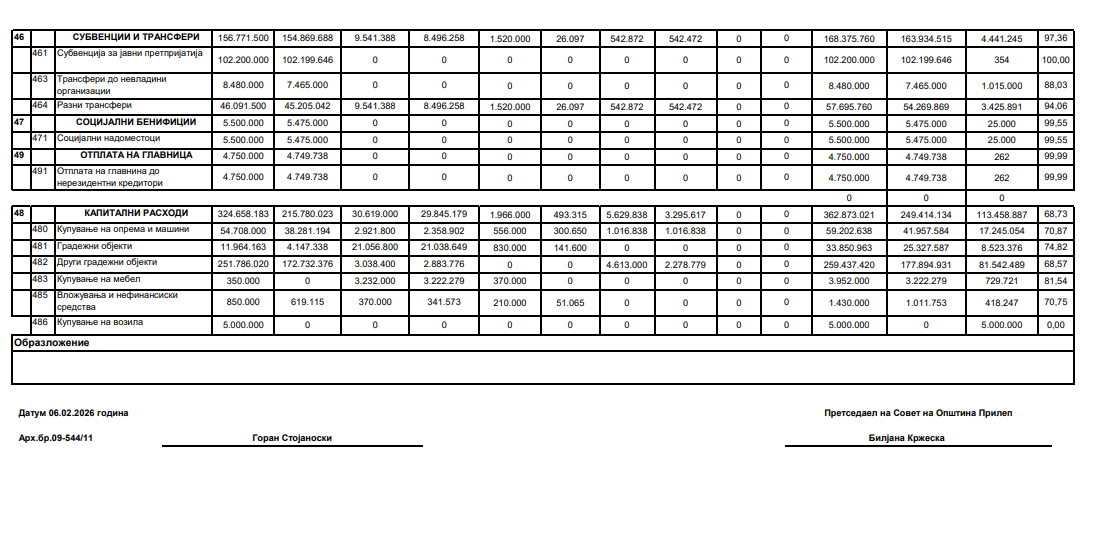 46 СУБВЕНЦИИ И ТРАНСФЕРИ 156.771.500 154.869.688 9.541.388 8.496.258 1.520.000 26.097 542.872 542.472 0 0 168.375.760 163.934.515 4.441.245 97,36
461 Субвенција за јавни претпријатија 102.200.000 102.199.646 0 0 0 0 0 0 0 0 102.200.000 102.199.646 354 100,00
463 Трансфери до невладини
организации 8.480.000 7.465.000 0 0 0 0 0 0 0 0 8.480.000 7.465.000 1.015.000 88,03
464 Разни трансфери 46.091.500 45.205.042 9.541.388 8.496.258 1.520.000 26.097 542.872 542.472 0 0 57.695.760 54.269.869 3.425.891 94,06
47 СОЦИЈАЛНИ БЕНИФИЦИИ 5.500.000 5.475.000 0 0 0 0 0 0 0 0 5.500.000 5.475.000 25.000 99,55
471 Социјални надоместоци 5.500.000 5.475.000 0 0 0 0 0 0 0 0 5.500.000 5.475.000 25.000 99,55
49 ОТПЛАТА НА ГЛАВНИЦА 4.750.000 4.749.738 0 0 0 0 0 0 0 0 4.750.000 4.749.738 262 99,99
491 Отплата на главнина до
нерезидентни кредитори 4.750.000 4.749.738 0 0 0 0 0 0 0 0 4.750.000 4.749.738 262 99,99
0 0 0
48 КАПИТАЛНИ РАСХОДИ 324.658.183 215.780.023 30.619.000 29.845.179 1.966.000 493.315 5.629.838 3.295.617 0 0 362.873.021 249.414.134 113.458.887 68,73
480 Купување на опрема и машини 54.708.000 38.281.194 2.921.800 2.358.902 556.000 300.650 1.016.838 1.016.838 0 0 59.202.638 41.957.584 17.245.054 70,87
481 Градежни објекти 11.964.163 4.147.338 21.056.800 21.038.649 830.000 141.600 0 0 0 0 33.850.963 25.327.587 8.523.376 74,82
482 Други градежни објекти 251.786.020 172.732.376 3.038.400 2.883.776 0 0 4.613.000 2.278.779 0 0 259.437.420 177.894.931 81.542.489 68,57
483 Купување на мебел 350.000 0 3.232.000 3.222.279 370.000 0 0 0 0 3.952.000 3.222.279 729.721 81,54
485 Вложувања и нефинансиски
средства 850.000 619.115 370.000 341.573 210.000 51.065 0 0 0 0 1.430.000 1.011.753 418.247 70,75
486 Купување на возила 5.000.000 0 0 0 0 0 0 0 0 0 5.000.000 0 5.000.000 0,00
Образложение
Датум 06.02.2026 година Претседаел на Совет на Општина Прилеп
Арх.бр.09-544/11 Горан Стојаноски Билјана Кржеска